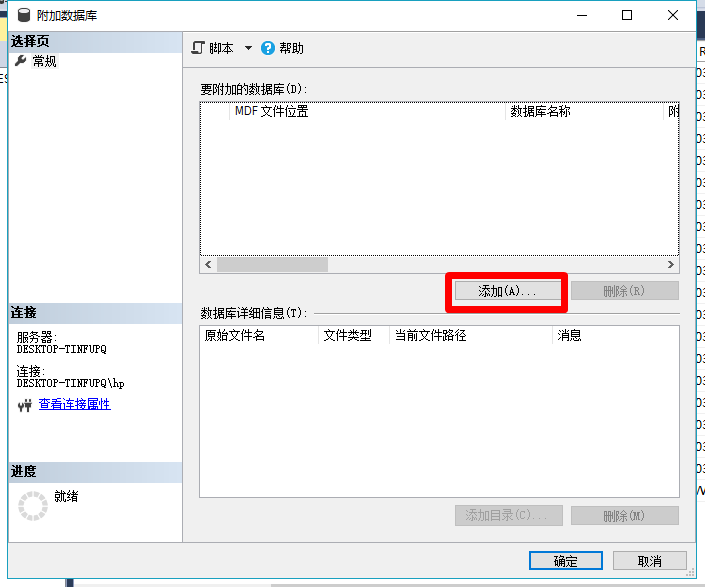 附加数据库
选择页
常规
脚本
帮助
要附加的数据库(D):
MDF 文件位置
数据库名称
附
添加(A)...
删除(R)
连接
服务器:
DESKTOP-TINFUPQ
连接:
DESKTOP-TINFUPQ\hp
查看连接属性
数据库详细信息(T):
原始文件名
文件类型
当前文件路径
消息
进度
就绪
添加目录(C)...
删除(M)
确定
取消